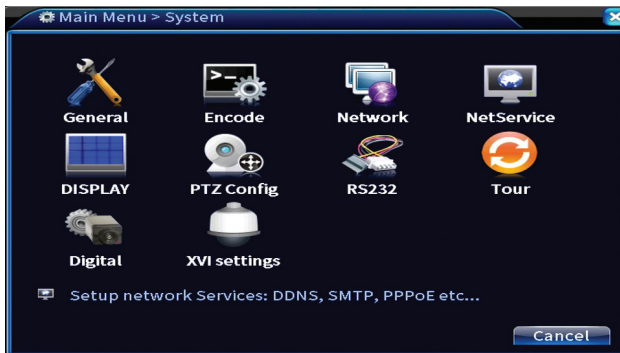 Main Menu > System
General Encode Network NetService
DISPLAY PTZ Config RS232 Tour
Digital XVI settings
Setup network Services: DDNS, SMTP, PPPoE etc...
Cancel